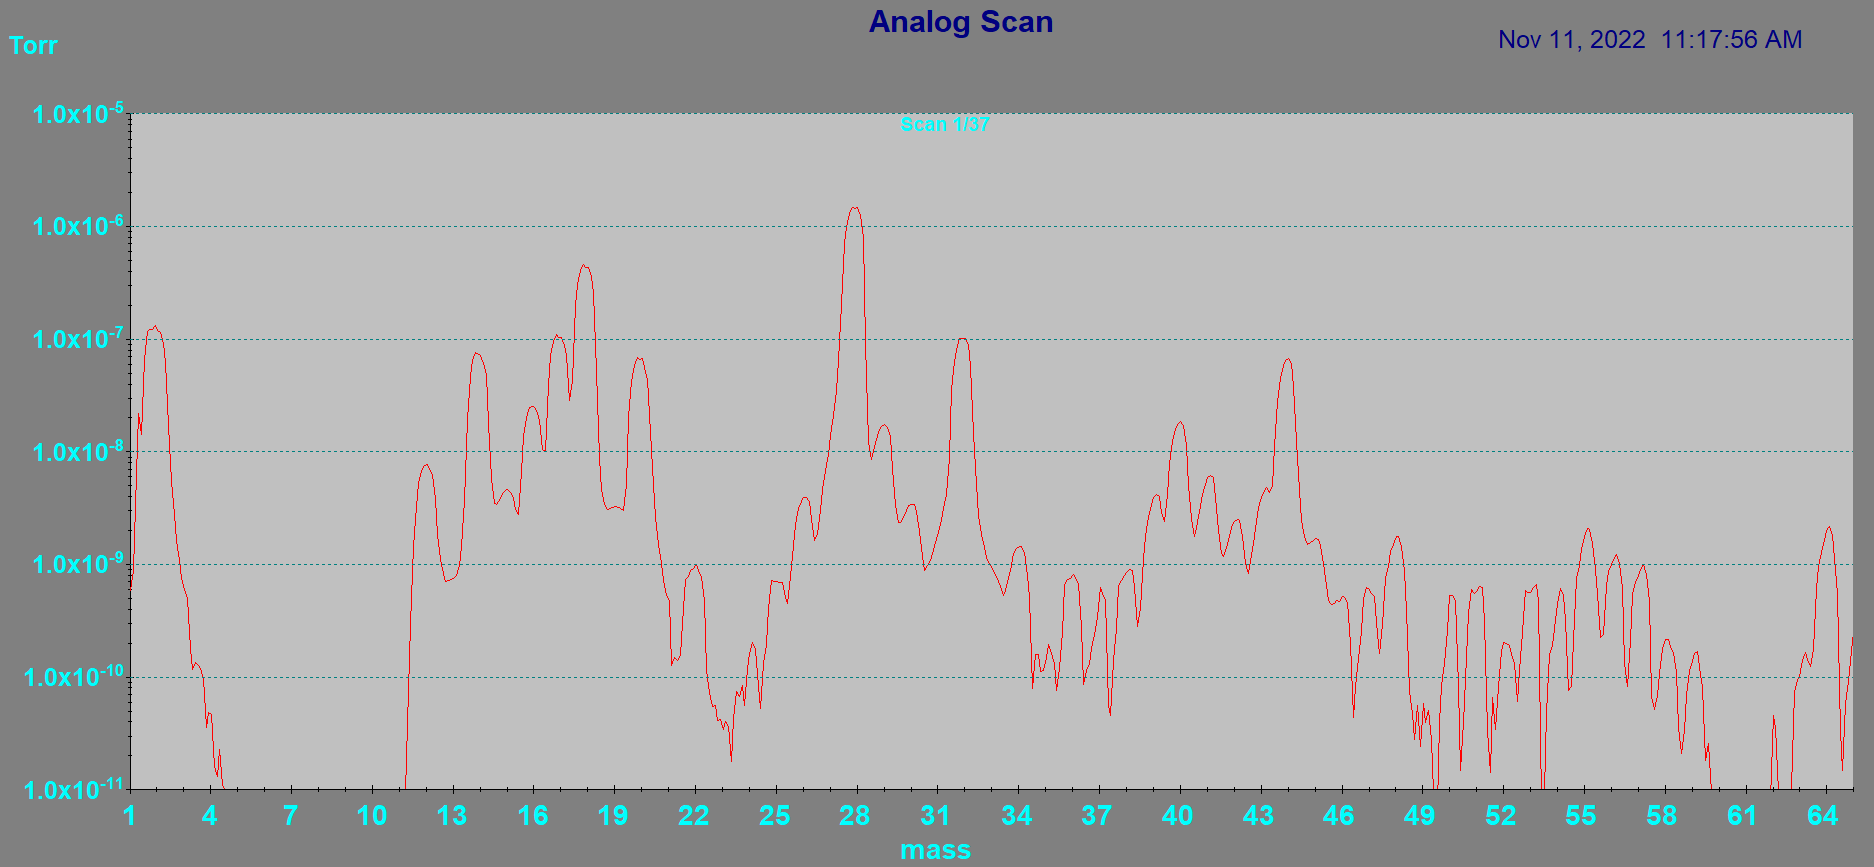 Analog Scan
Torr
Nov 11, 2022 11:17:56 AM
Scan 1/37
1.0x10⁻⁵
1.0x10⁻⁶
1.0x10⁻⁷
1.0x10⁻⁸
1.0x10⁻⁹
1.0x10⁻¹⁰
1.0x10⁻¹¹
1 4 7 10 13 16 19 22 25 28 31 34 37 40 43 46 49 52 55 58 61 64
mass